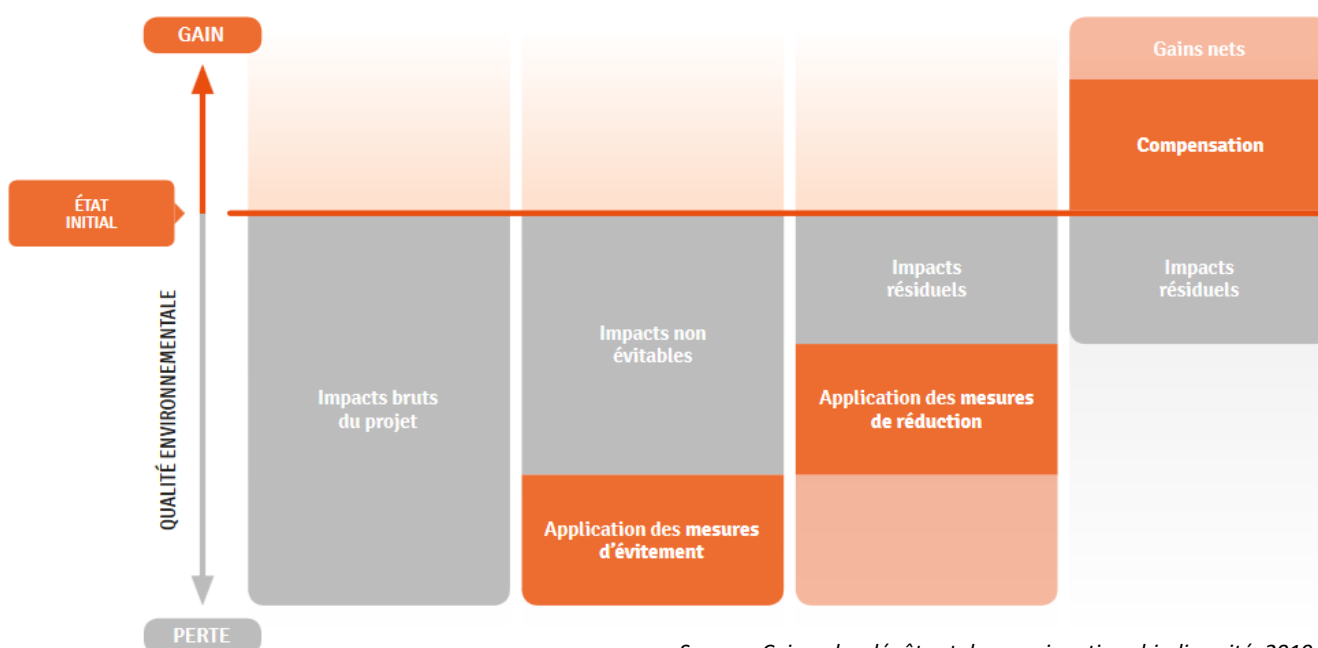 GAIN
ÉTAT
INITIAL
QUALITÉ ENVIRONNEMENTALE
PERTE
Impacts bruts
du projet
Impacts non
évitables
Application des mesures
d'évitement
Impacts
résiduels
Application des mesures
de réduction
Gains nets
Compensation
Impacts
résiduels